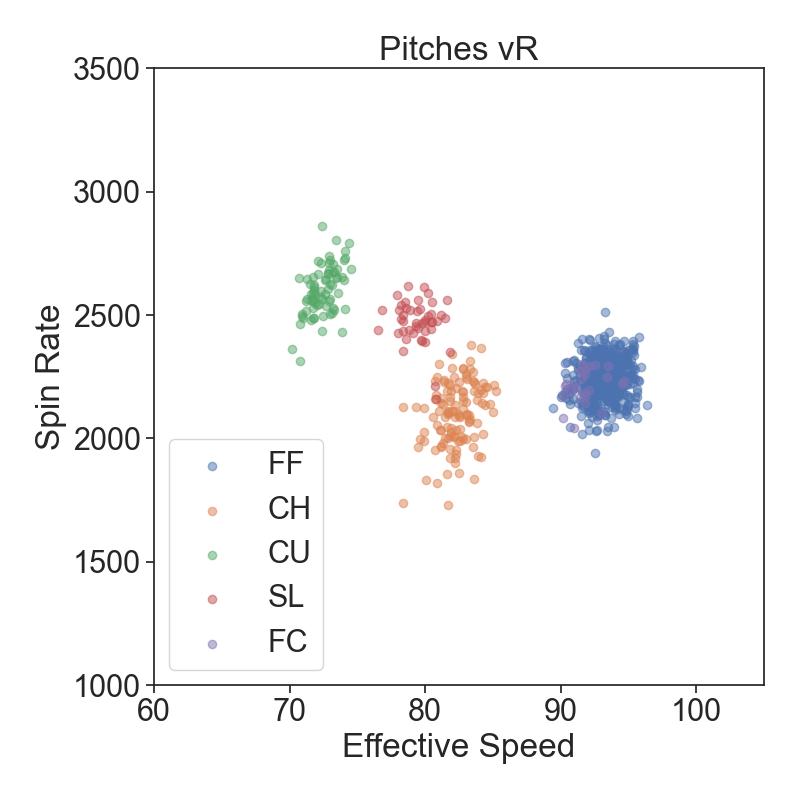 Pitches vR
3500
3000
2500
2000
1500
1000
Spin Rate
FF
CH
CU
SL
FC
60 70 80 90 100
Effective Speed